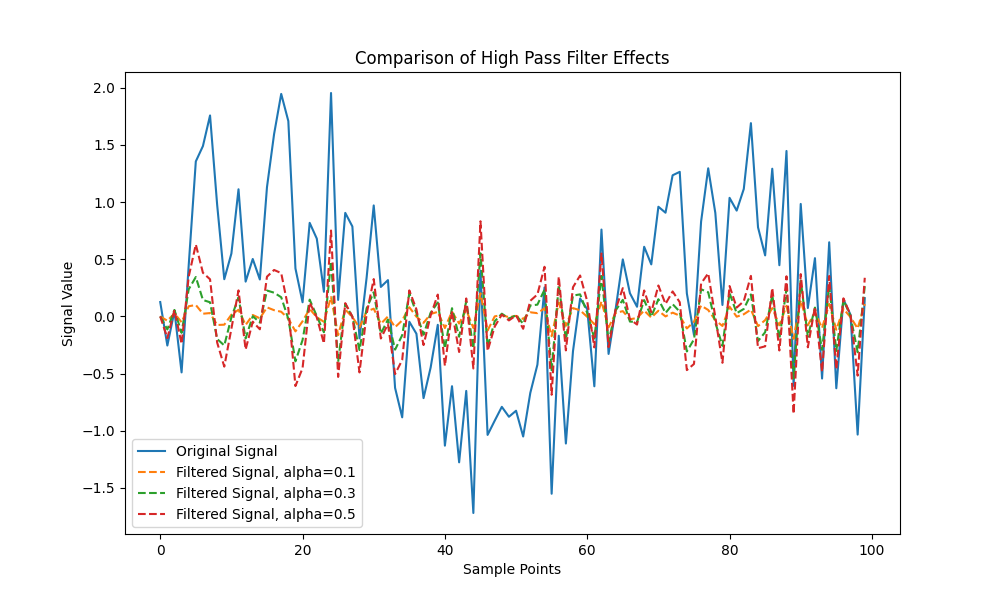 Comparison of High Pass Filter Effects
Signal Value
2.0
1.5
1.0
0.5
0.0
−0.5
−1.0
−1.5
Original Signal
Filtered Signal, alpha=0.1
Filtered Signal, alpha=0.3
Filtered Signal, alpha=0.5
0 20 40 60 80 100
Sample Points